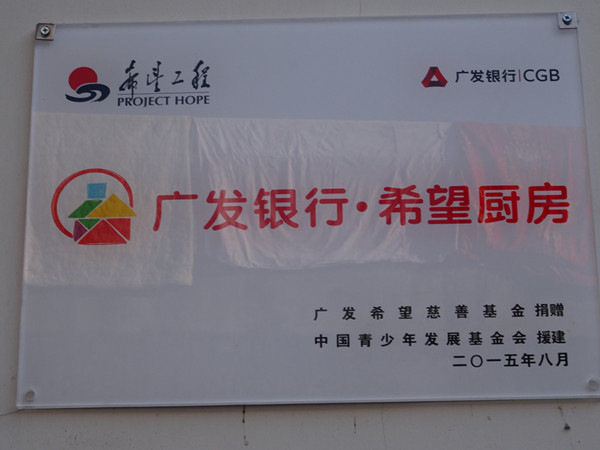 希望工程
PROJECT HOPE
广发银行|CGB
广发银行·希望厨房
广发希望慈善基金 捐赠
中国青少年发展基金会 援建
二〇一五年八月